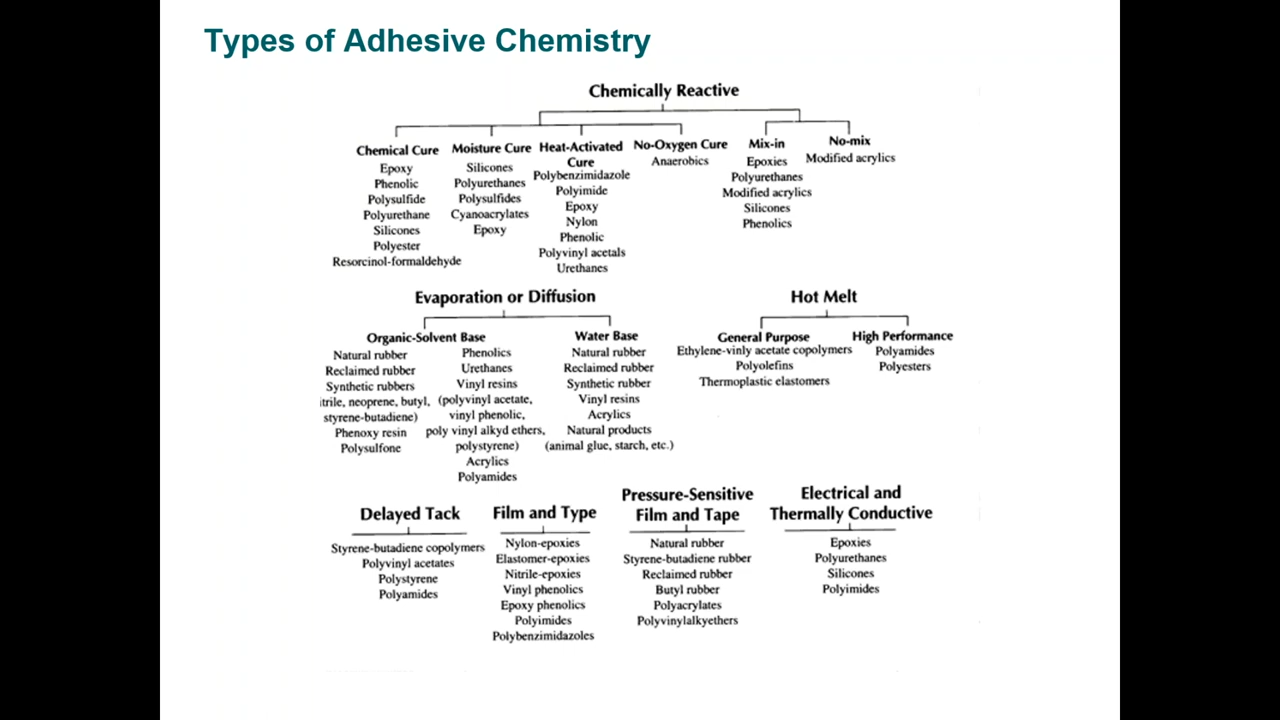 Types of Adhesive Chemistry
Chemically Reactive
Chemical Cure
Epoxy
Phenolic
Polysulfide
Polyurethane
Silicones
Polyester
Resorcinol-formaldehyde
Moisture Cure
Silicones
Polyurethanes
Polysulfides
Cyanoacrylates
Epoxy
Heat-Activated
Cure
Polybenzimidazole
Polyimide
Epoxy
Nylon
Phenolic
Polyvinyl acetals
Urethanes
No-Oxygen Cure
Anaerobics
Mix-in
Epoxies
Polyurethanes
Modified acrylics
Silicones
Phenolics
No-mix
Modified acrylics
Evaporation or Diffusion
Organic-Solvent Base
Natural rubber
Reclaimed rubber
Synthetic rubbers
itrile, neoprene, butyl,
styrene-butadiene)
Phenoxy resin
Polysulfone
Phenolics
Urethanes
Vinyl resins
(polyvinyl acetate,
vinyl phenolic,
poly vinyl alkyd ethers,
polystyrene)
Acrylics
Polyamides
Water Base
Natural rubber
Reclaimed rubber
Synthetic rubber
Vinyl resins
Acrylics
Natural products
(animal glue, starch, etc.)
Hot Melt
General Purpose
Ethylene-vinly acetate copolymers
Polyolefins
Thermoplastic elastomers
High Performance
Polyamides
Polyesters
Delayed Tack
Styrene-butadiene copolymers
Polyvinyl acetates
Polystyrene
Polyamides
Film and Type
Nylon-epoxies
Elastomer-epoxies
Nitrile-epoxies
Vinyl phenolics
Epoxy phenolics
Polyimides
Polybenzimidazoles
Pressure-Sensitive
Film and Tape
Natural rubber
Styrene-butadiene rubber
Reclaimed rubber
Butyl rubber
Polyacrylates
Polyvinylalkyethers
Electrical and
Thermally Conductive
Epoxies
Polyurethanes
Silicones
Polyimides